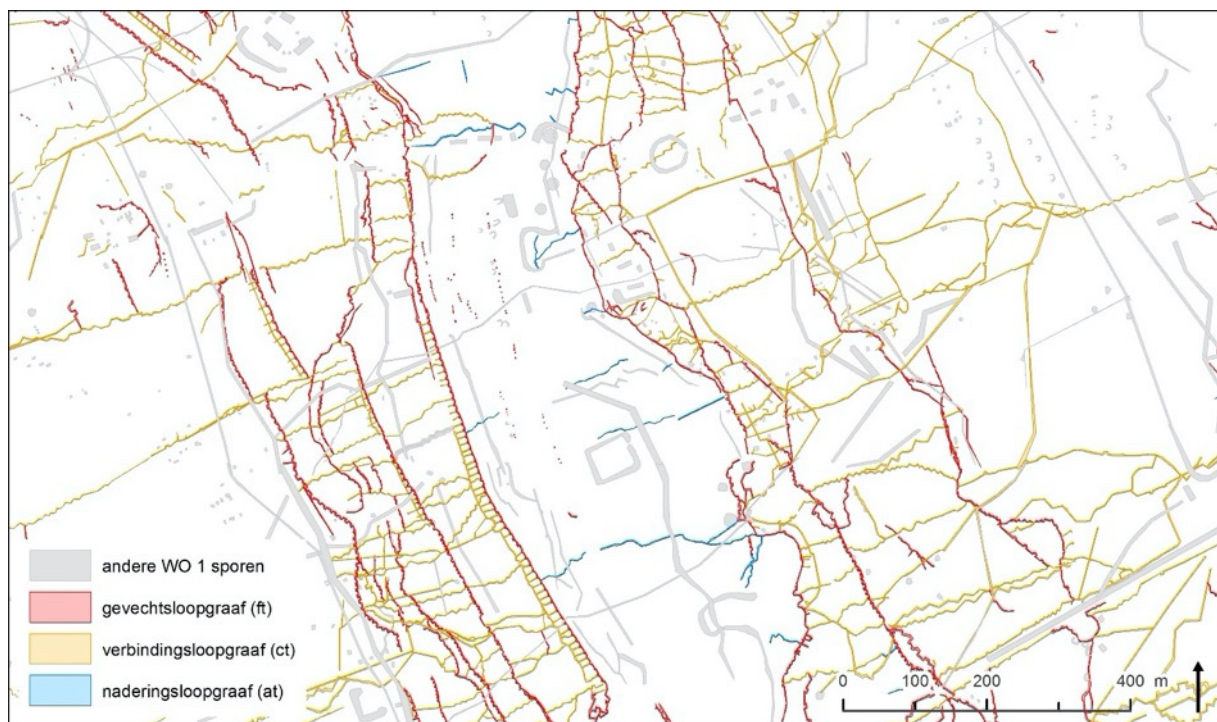 andere WO 1 sporen
gevechtsloopgraaf (ft)
verbindingsloopgraaf (ct)
naderingsloopgraaf (at)
0 100 200 400 m